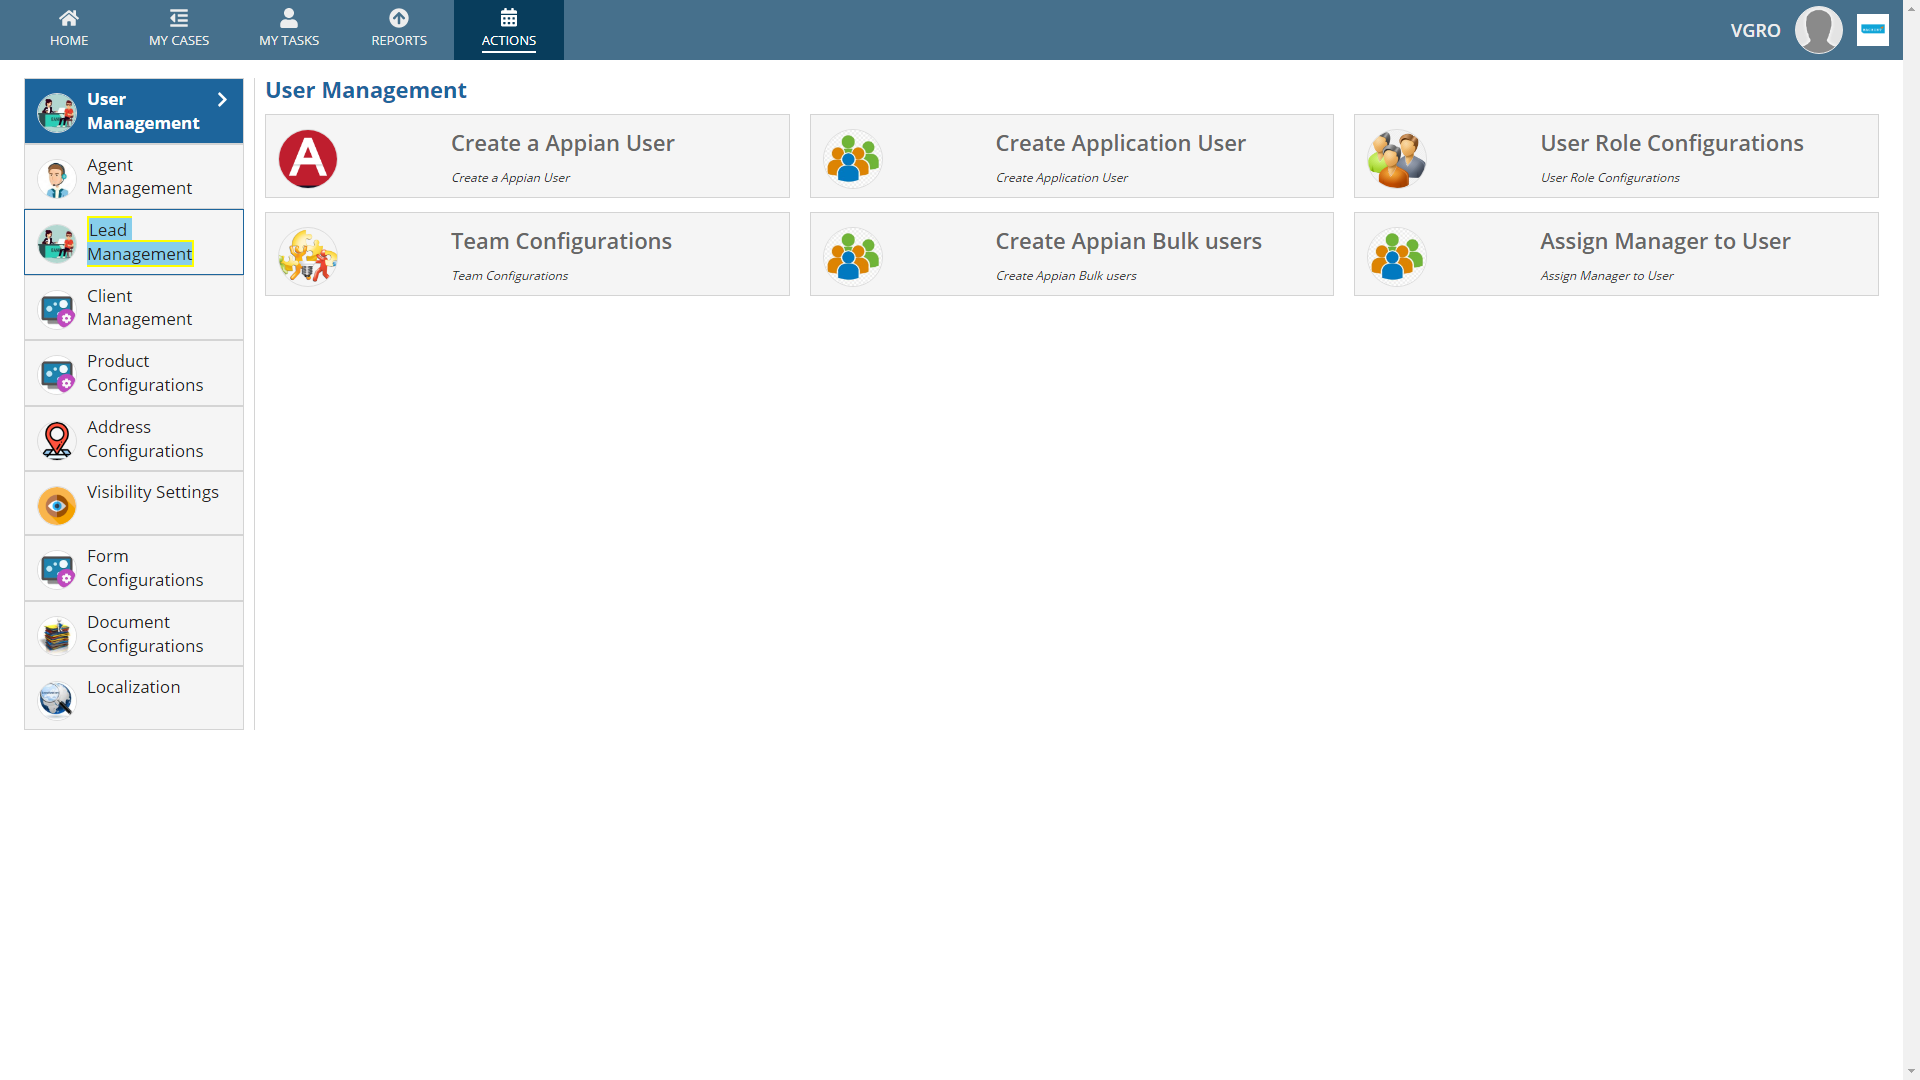 HOME
MY CASES
MY TASKS
REPORTS
ACTIONS
VGRO
User
Management
Agent
Management
Lead
Management
Client
Management
Product
Configurations
Address
Configurations
Visibility Settings
Form
Configurations
Document
Configurations
Localization
User Management
Create a Appian User
Create a Appian User
Create Application User
Create Application User
User Role Configurations
User Role Configurations
Team Configurations
Team Configurations
Create Appian Bulk users
Create Appian Bulk users
Assign Manager to User
Assign Manager to User